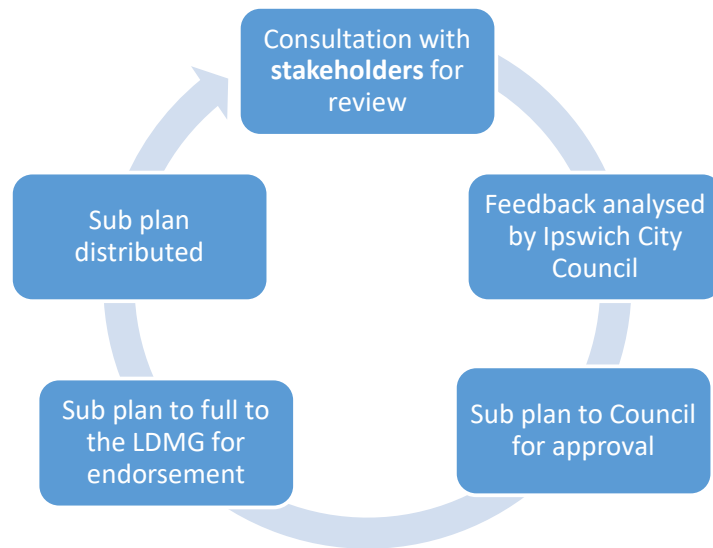 Consultation with
stakeholders for
review
Feedback analysed
by Ipswich City
Council
Sub plan to Council
for approval
Sub plan to full to
the LDMG for
endorsement
Sub plan
distributed